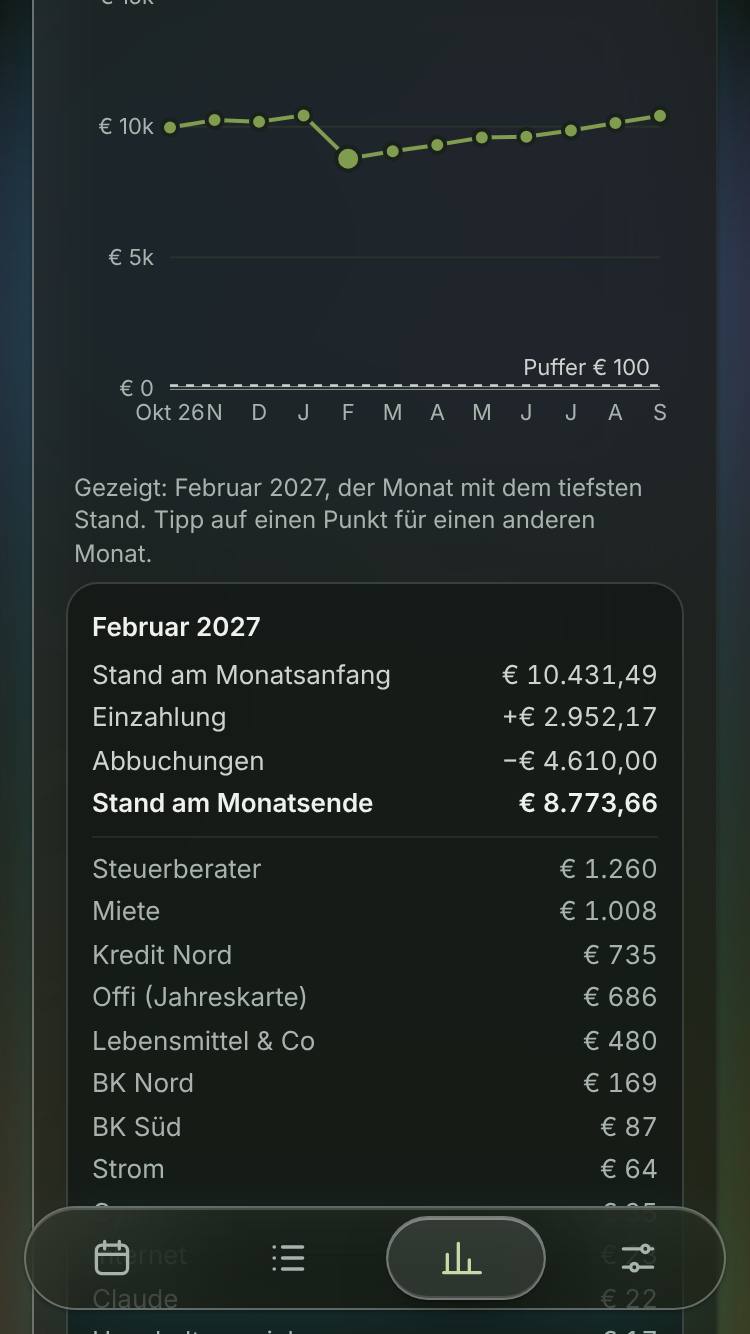 € 10k
€ 5k
Puffer € 100
€ 0
Okt 26 N D J F M A M J J A S
Gezeigt: Februar 2027, der Monat mit dem tiefsten
Stand. Tipp auf einen Punkt für einen anderen
Monat.
Februar 2027
Stand am Monatsanfang € 10.431,49
Einzahlung +€ 2.952,17
Abbuchungen −€ 4.610,00
Stand am Monatsende € 8.773,66
Steuerberater € 1.260
Miete € 1.008
Kredit Nord € 735
Offi (Jahreskarte) € 686
Lebensmittel & Co € 480
BK Nord € 169
BK Süd € 87
Strom € 64
Claude € 22